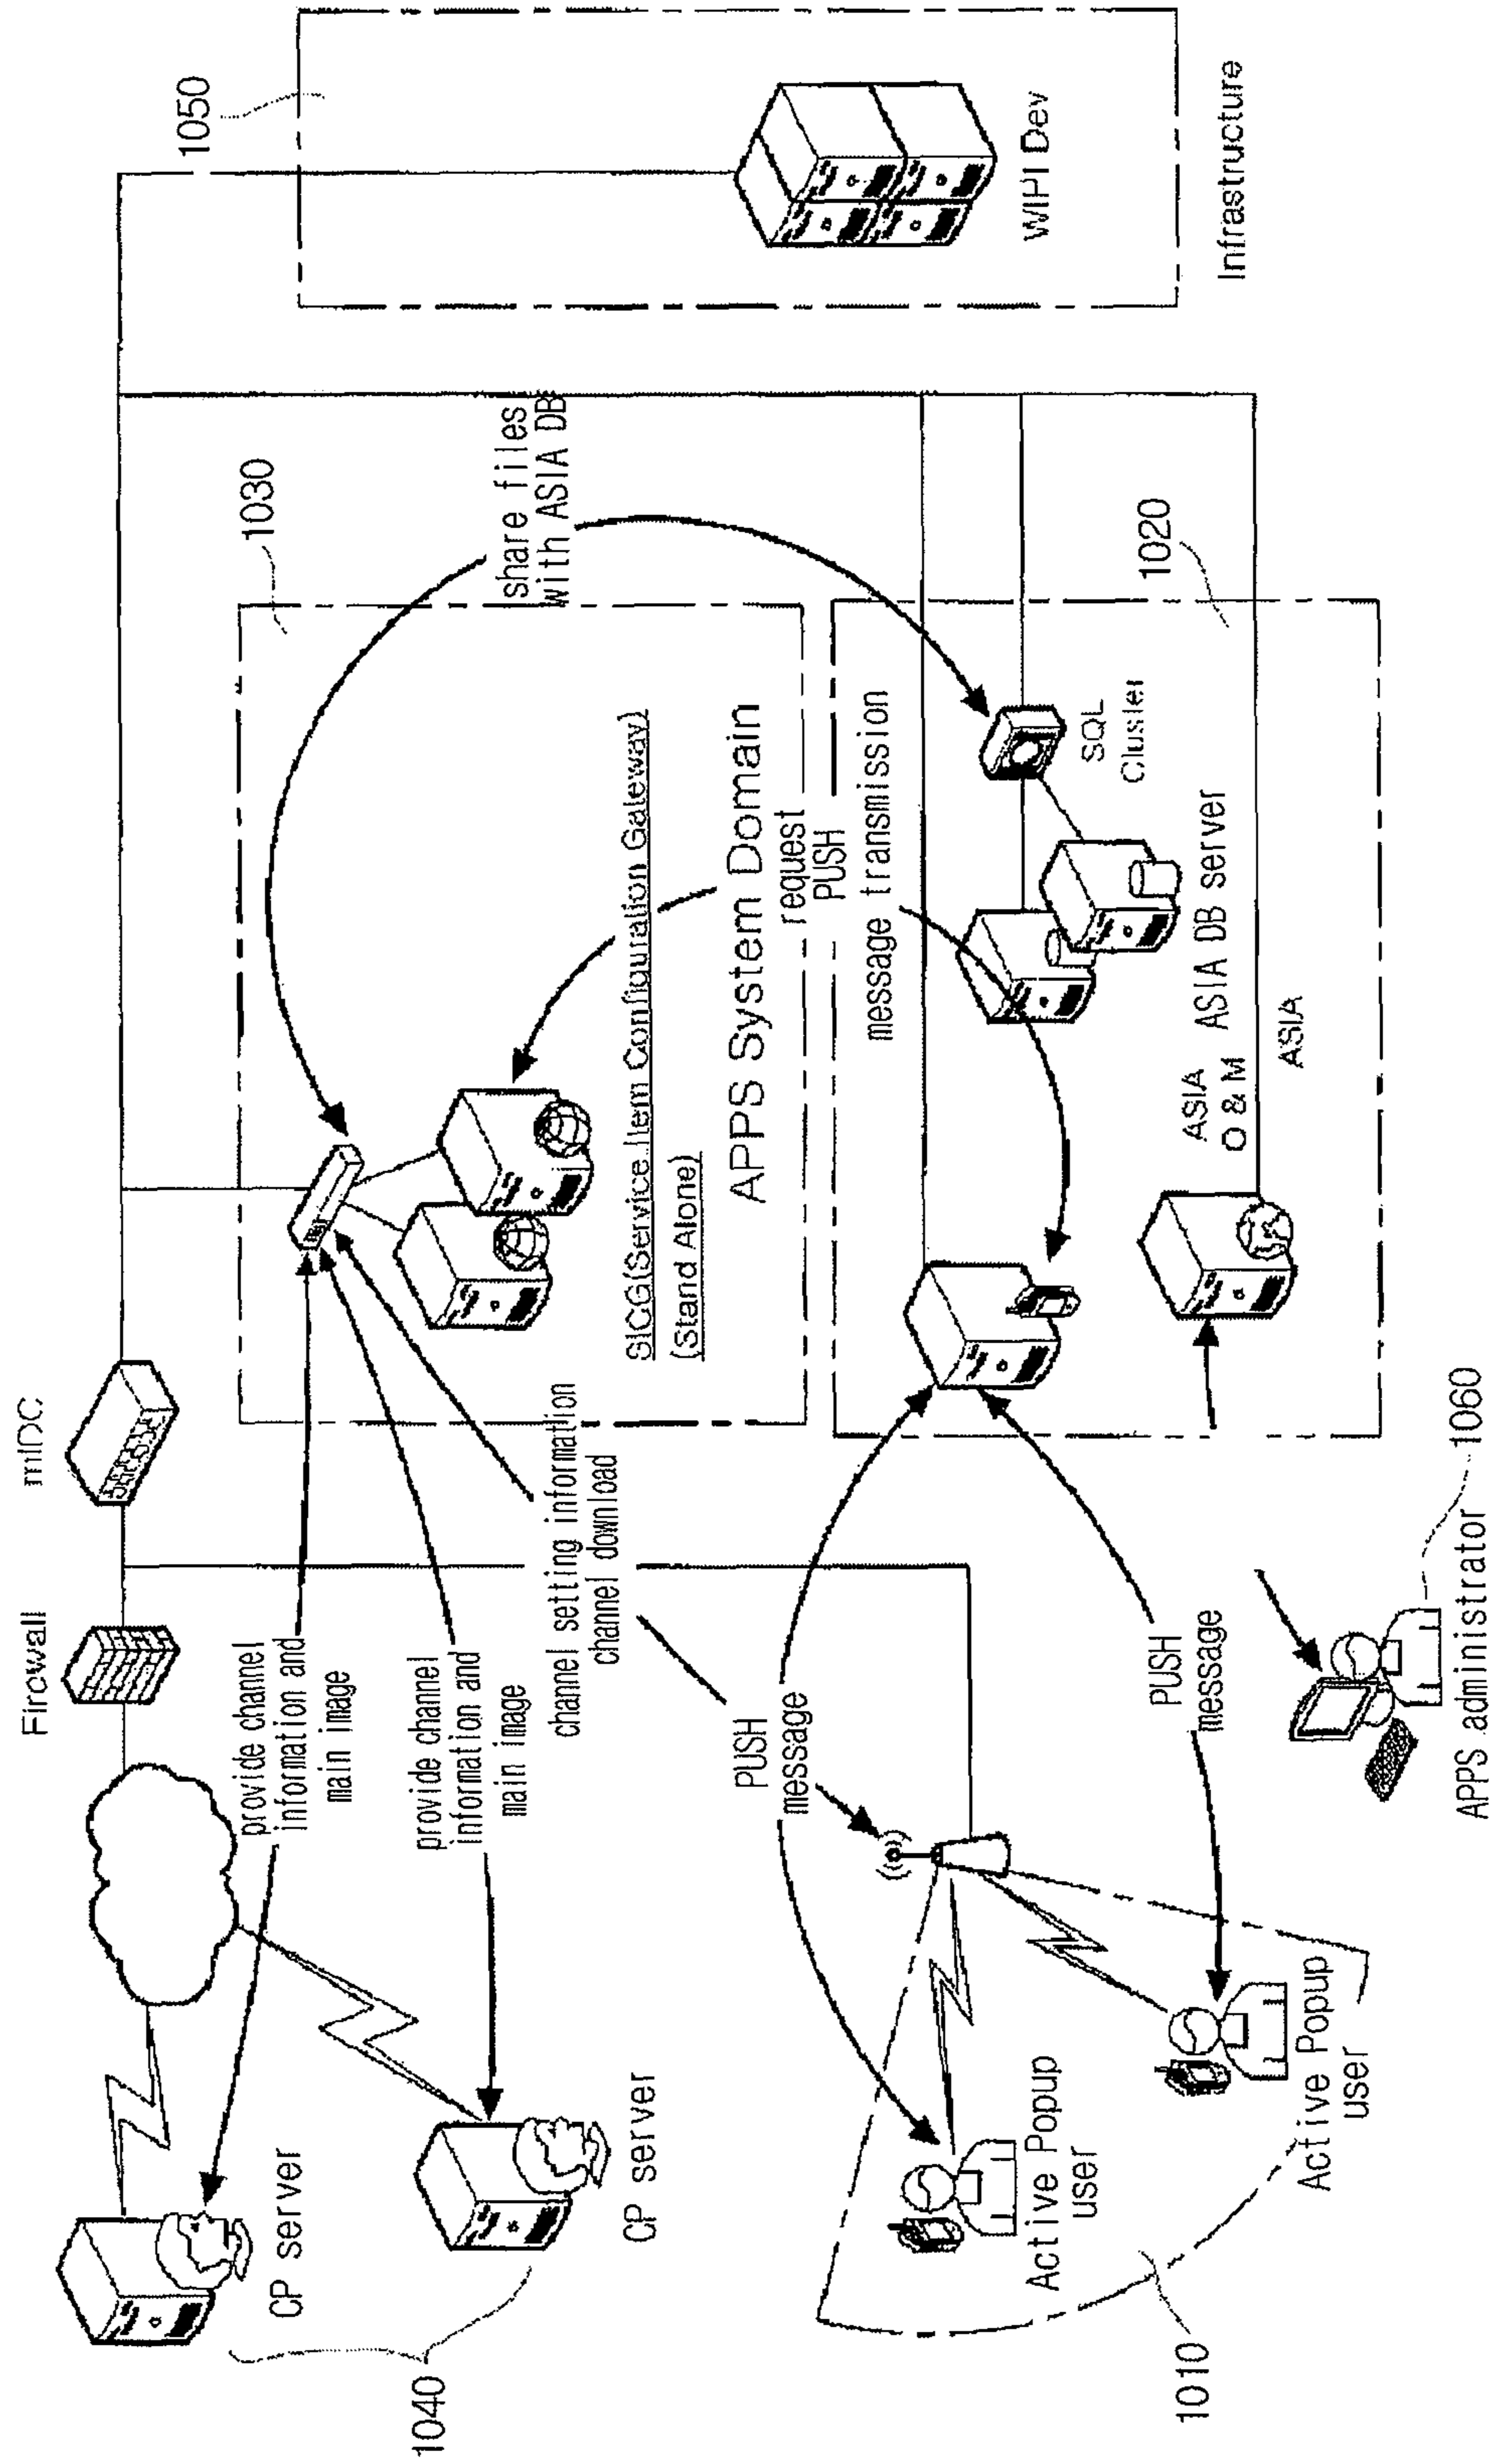 Firewall
mIDC
1050
provide channel
information and
main image
1030
share files
with ASIA DB
provide channel
information and
main image
channel setting information
channel download
CP server
CP server
1040
SICG(Service Item Configuration Gateway)
(Stand Alone)
APPS System Domain
request
PUSH
message transmission
WIPI Dev
Infrastructure
PUSH
message
SQL
Cluster
1020
ASIA
O & M
ASIA DB server
ASIA
PUSH
message
Active Popup
user
Active Popup
user
1010
1060
APPS administrator